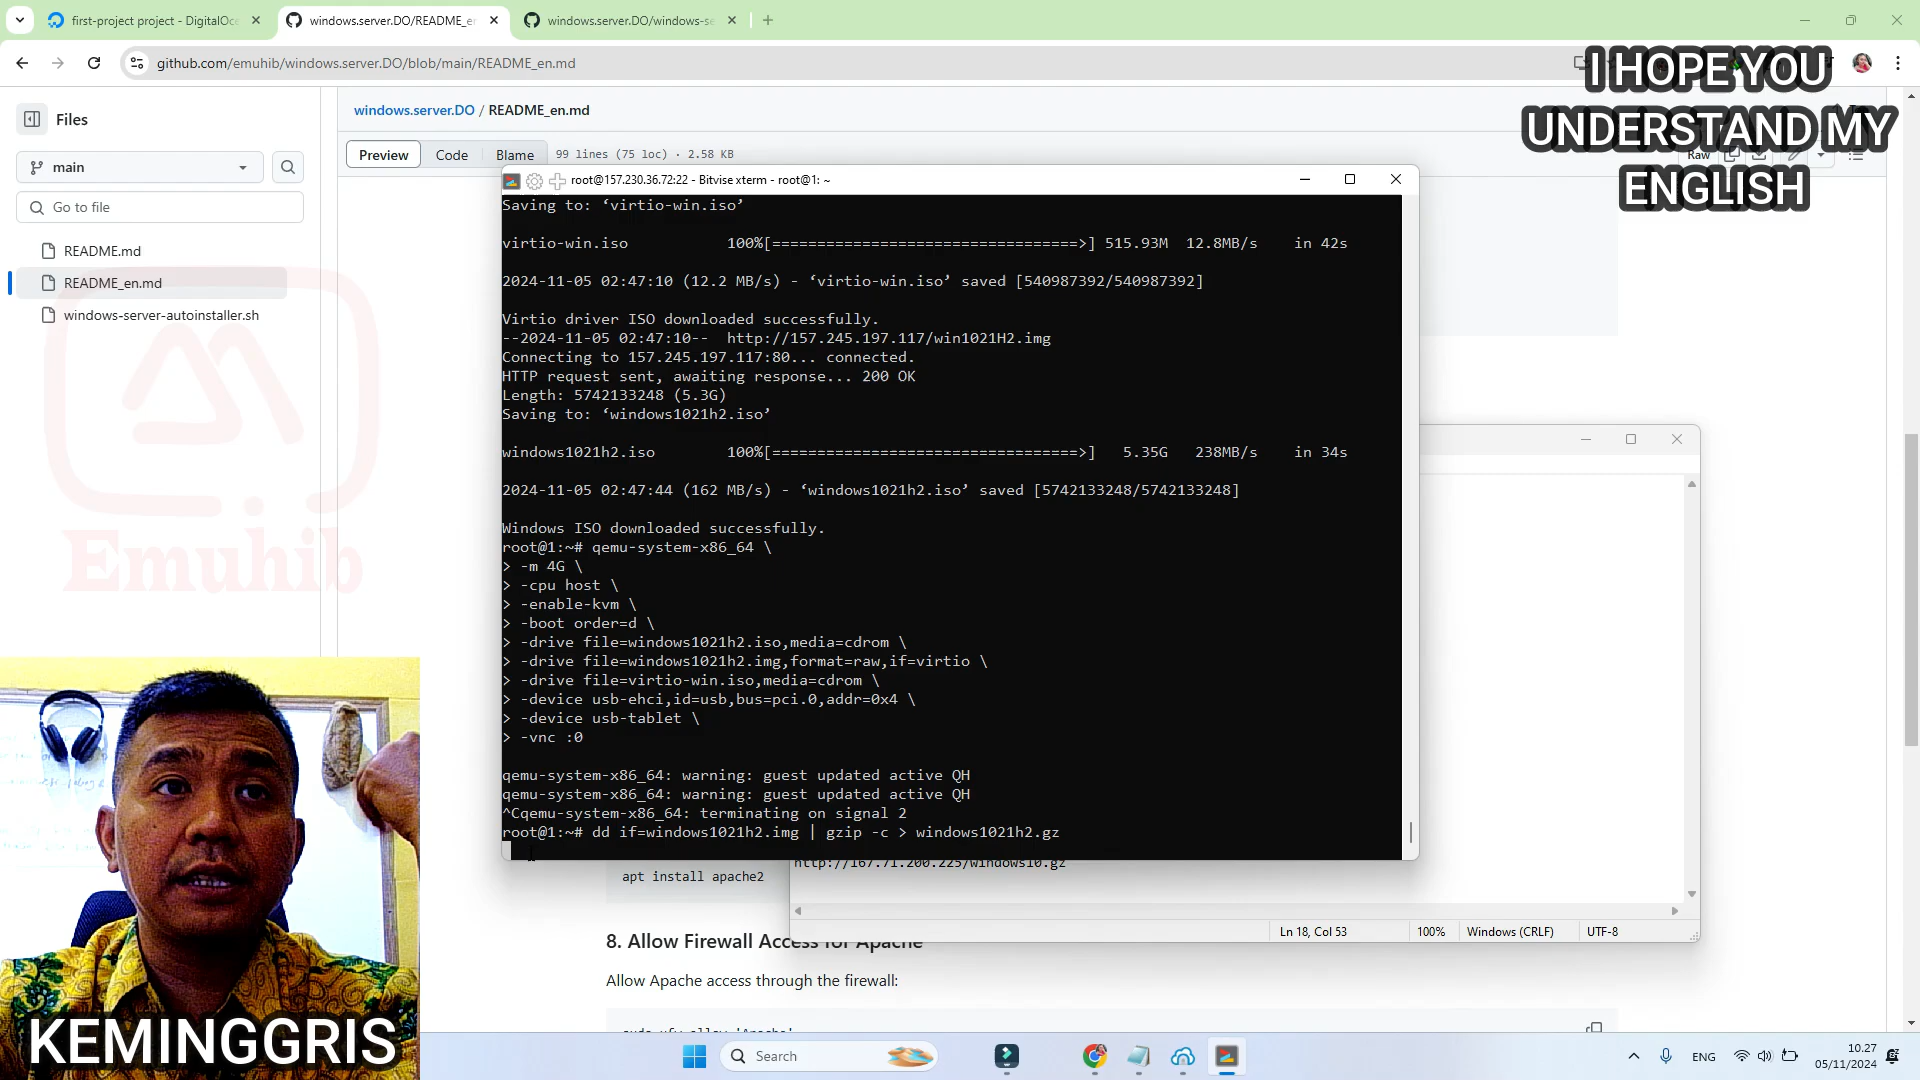 first-project project - DigitalOce
windows.server.DO/README_e
windows.server.DO/windows-s
github.com/emuhib/windows.server.DO/blob/main/README_en.md
I HOPE YOU
UNDERSTAND MY
ENGLISH
Files
main
Go to file
README.md
README_en.md
windows-server-autoinstaller.sh
windows.server.DO / README_en.md
Preview
Code
Blame
99 lines (75 loc) · 2.58 KB
Raw
root@157.230.36.72:22 - Bitvise xterm - root@1: ~
Saving to: ‘virtio-win.iso’
virtio-win.iso 100%[==================================>] 515.93M 12.8MB/s in 42s
2024-11-05 02:47:10 (12.2 MB/s) - ‘virtio-win.iso’ saved [540987392/540987392]
Virtio driver ISO downloaded successfully.
--2024-11-05 02:47:10-- http://157.245.197.117/win1021H2.img
Connecting to 157.245.197.117:80... connected.
HTTP request sent, awaiting response... 200 OK
Length: 5742133248 (5.3G)
Saving to: ‘windows1021h2.iso’
windows1021h2.iso 100%[==================================>] 5.35G 238MB/s in 34s
2024-11-05 02:47:44 (162 MB/s) - ‘windows1021h2.iso’ saved [5742133248/5742133248]
Windows ISO downloaded successfully.
root@1:~# qemu-system-x86_64 \
> -m 4G \
> -cpu host \
> -enable-kvm \
> -boot order=d \
> -drive file=windows1021h2.iso,media=cdrom \
> -drive file=windows1021h2.img,format=raw,if=virtio \
> -drive file=virtio-win.iso,media=cdrom \
> -device usb-ehci,id=usb,bus=pci.0,addr=0x4 \
> -device usb-tablet \
> -vnc :0
qemu-system-x86_64: warning: guest updated active QH
qemu-system-x86_64: warning: guest updated active QH
^Cqemu-system-x86_64: terminating on signal 2
root@1:~# dd if=windows1021h2.img | gzip -c > windows1021h2.gz
http://167.71.200.225/windows10.gz
apt install apache2
Ln 18, Col 53
100%
Windows (CRLF)
UTF-8
8. Allow Firewall Access for Apache
Allow Apache access through the firewall:
sudo ufw allow 'Apache'
Emuhib
KEMINGGRIS
Search
ENG
10.27
05/11/2024